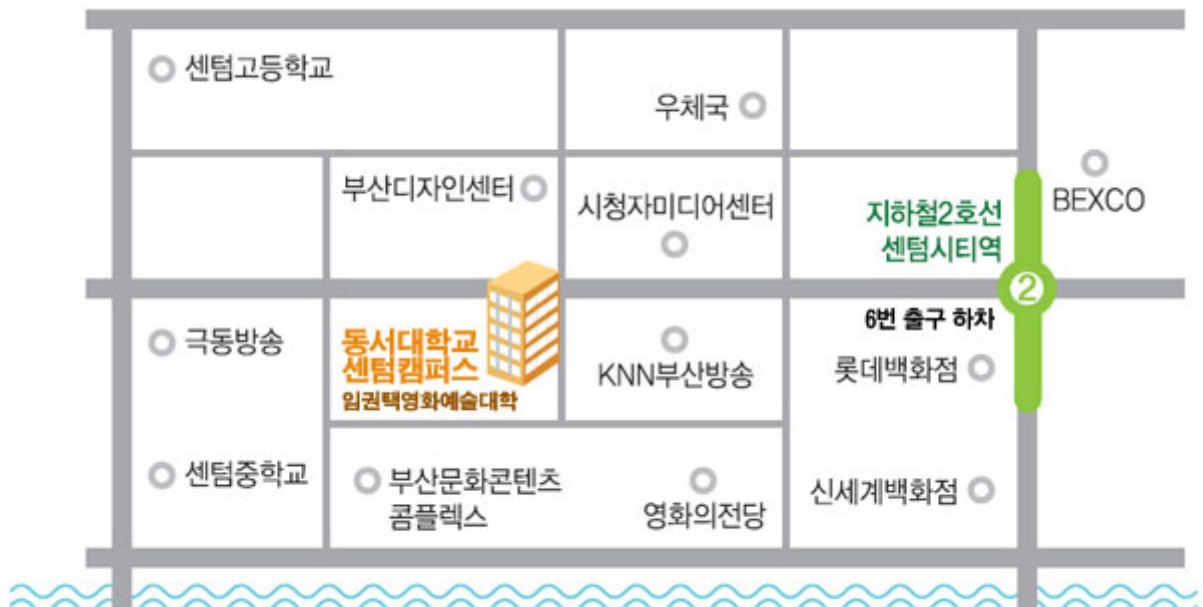 센텀고등학교
우체국
부산디자인센터
시청자미디어센터
지하철2호선
센텀시티역
BEXCO
2
6번 출구 하차
극동방송
동서대학교
센텀캠퍼스
임권택영화예술대학
KNN부산방송
롯데백화점
센텀중학교
부산문화콘텐츠
콤플렉스
영화의전당
신세계백화점